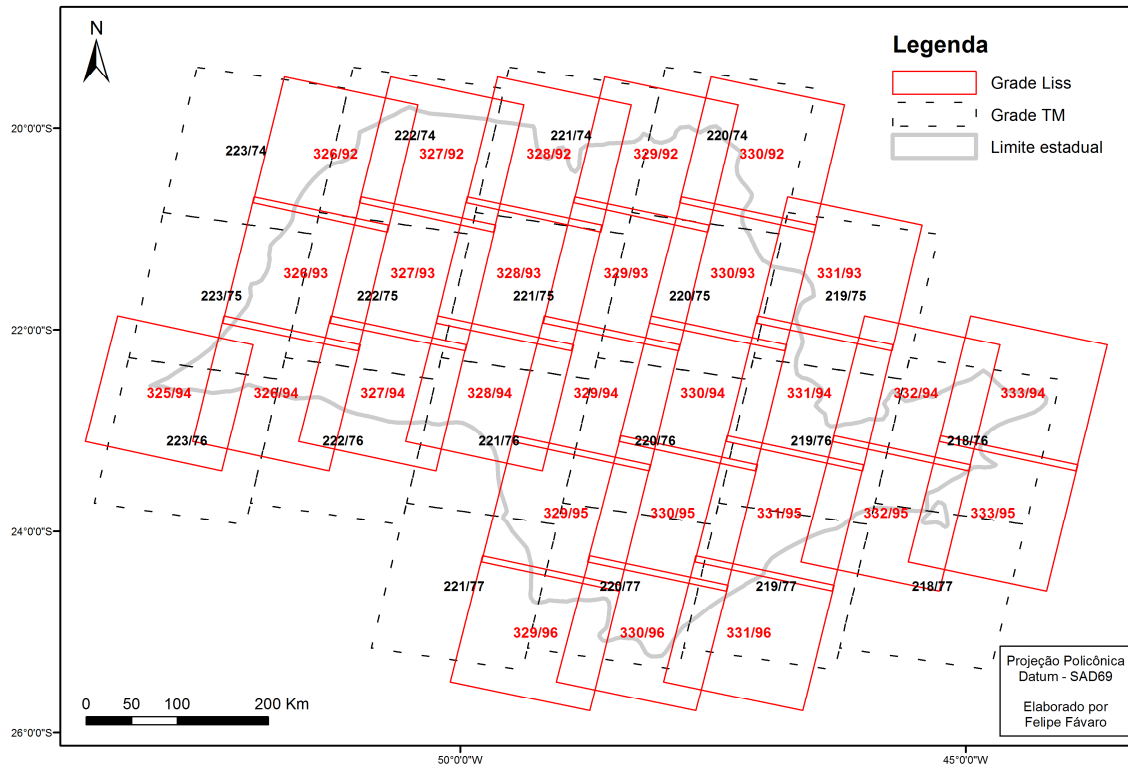 N
Legenda
Grade Liss
Grade TM
Limite estadual
20°0'0"S
22°0'0"S
24°0'0"S
26°0'0"S
222/74
221/74
220/74
223/74
326/92
327/92
328/92
329/92
330/92
326/93
327/93
328/93
329/93
330/93
331/93
223/75
222/75
221/75
220/75
219/75
325/94
326/94
327/94
328/94
329/94
330/94
331/94
332/94
333/94
223/76
222/76
221/76
220/76
219/76
218/76
329/95
330/95
331/95
332/95
333/95
221/77
220/77
219/77
218/77
329/96
330/96
331/96
0 50 100 200 Km
Projeção Policônica
Datum - SAD69
Elaborado por
Felipe Fávaro
50°0'0"W
45°0'0"W